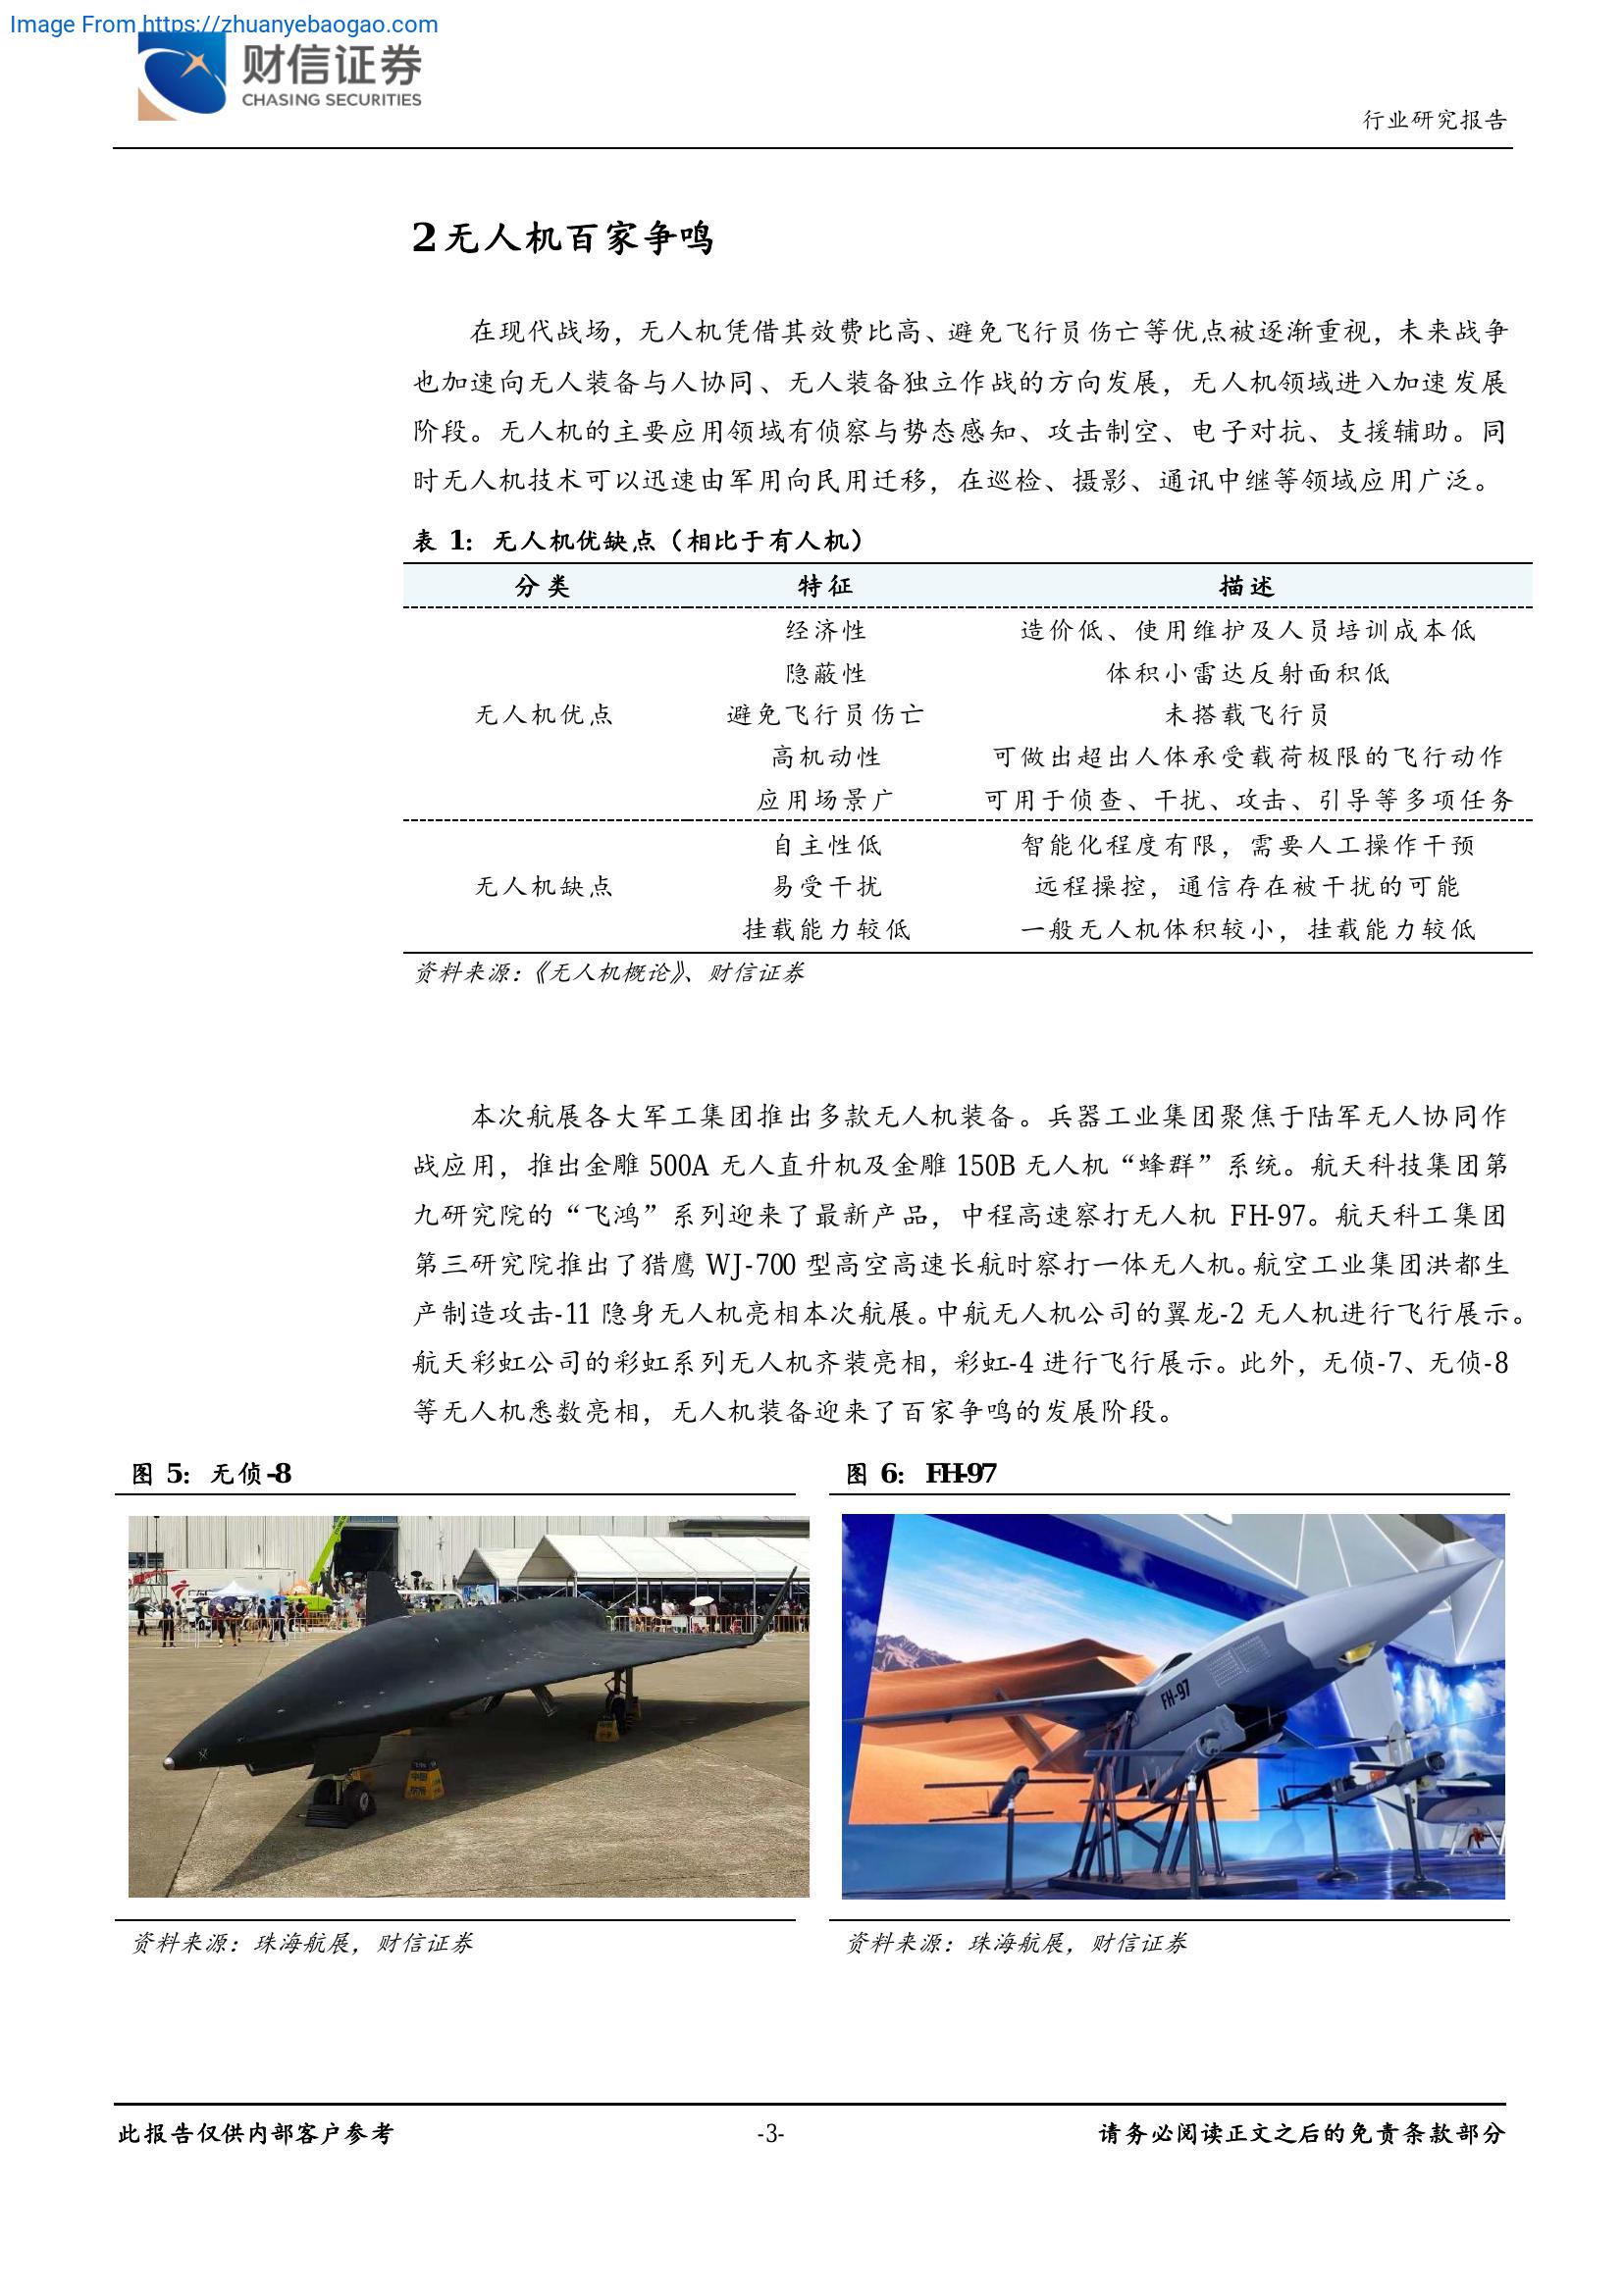 Image From https://zhuanyebaogao.com
财信证券
CHASING SECURITIES
行业研究报告
2无人机百家争鸣
在现代战场，无人机凭借其效费比高、避免飞行员伤亡等优点被逐渐重视，未来战争
也加速向无人装备与人协同、无人装备独立作战的方向发展，无人机领域进入加速发展
阶段。无人机的主要应用领域有侦察与势态感知、攻击制空、电子对抗、支援辅助。同
时无人机技术可以迅速由军用向民用迁移，在巡检、摄影、通讯中继等领域应用广泛。
表 1：无人机优缺点（相比于有人机）
分类 特征 描述
经济性 造价低、使用维护及人员培训成本低
隐蔽性 体积小雷达反射面积低
无人机优点 避免飞行员伤亡 未搭载飞行员
高机动性 可做出超出人体承受载荷极限的飞行动作
应用场景广 可用于侦查、干扰、攻击、引导等多项任务
自主性低 智能化程度有限，需要人工操作干预
无人机缺点 易受干扰 远程操控，通信存在被干扰的可能
挂载能力较低 一般无人机体积较小，挂载能力较低
资料来源：《无人机概论》、财信证券
本次航展各大军工集团推出多款无人机装备。兵器工业集团聚焦于陆军无人协同作
战应用，推出金雕 500A 无人直升机及金雕 150B 无人机“蜂群”系统。航天科技集团第
九研究院的“飞鸿”系列迎来了最新产品，中程高速察打无人机 FH-97。航天科工集团
第三研究院推出了猎鹰 WJ-700 型高空高速长航时察打一体无人机。航空工业集团洪都生
产制造攻击-11 隐身无人机亮相本次航展。中航无人机公司的翼龙-2 无人机进行飞行展示。
航天彩虹公司的彩虹系列无人机齐装亮相，彩虹-4 进行飞行展示。此外，无侦-7、无侦-8
等无人机悉数亮相，无人机装备迎来了百家争鸣的发展阶段。
图 5：无侦-8
图 6：FH-97
FH-97
资料来源：珠海航展，财信证券
资料来源：珠海航展，财信证券
此报告仅供内部客户参考
-3-
请务必阅读正文之后的免责条款部分